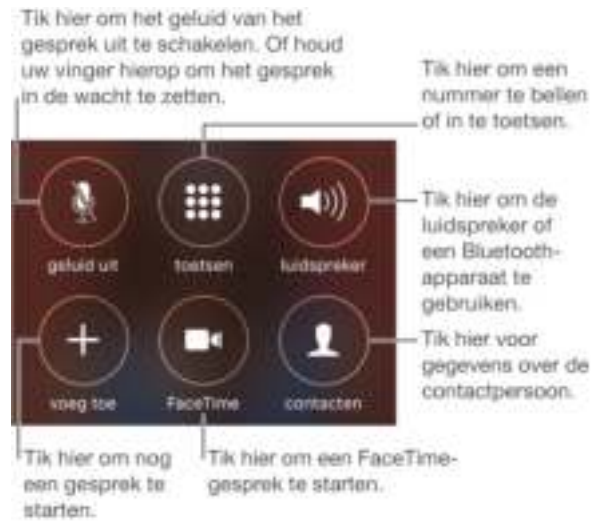 Tik hier om het geluid van het
gesprek uit te schakelen. Of houd
uw vinger hierop om het gesprek
in de wacht te zetten.
Tik hier om een
nummer te bellen
of in te toetsen.
geluid uit
toetsen
luidspreker
Tik hier om de
luidspreker of
een Bluetooth-
apparaat te
gebruiken.
voeg toe
FaceTime
contacten
Tik hier voor
gegevens over de
contactpersoon.
Tik hier om nog
een gesprek te
starten.
Tik hier om een FaceTime-
gesprek te starten.